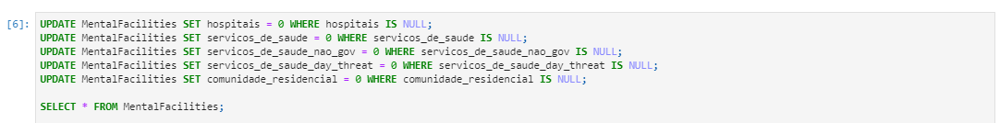 [6]: UPDATE MentalFacilities SET hospitais = 0 WHERE hospitais IS NULL;
UPDATE MentalFacilities SET servicos_de_saude = 0 WHERE servicos_de_saude IS NULL;
UPDATE MentalFacilities SET servicos_de_saude_nao_gov = 0 WHERE servicos_de_saude_nao_gov IS NULL;
UPDATE MentalFacilities SET servicos_de_saude_day_threat = 0 WHERE servicos_de_saude_day_threat IS NULL;
UPDATE MentalFacilities SET comunidade_residencial = 0 WHERE comunidade_residencial IS NULL;
SELECT * FROM MentalFacilities;